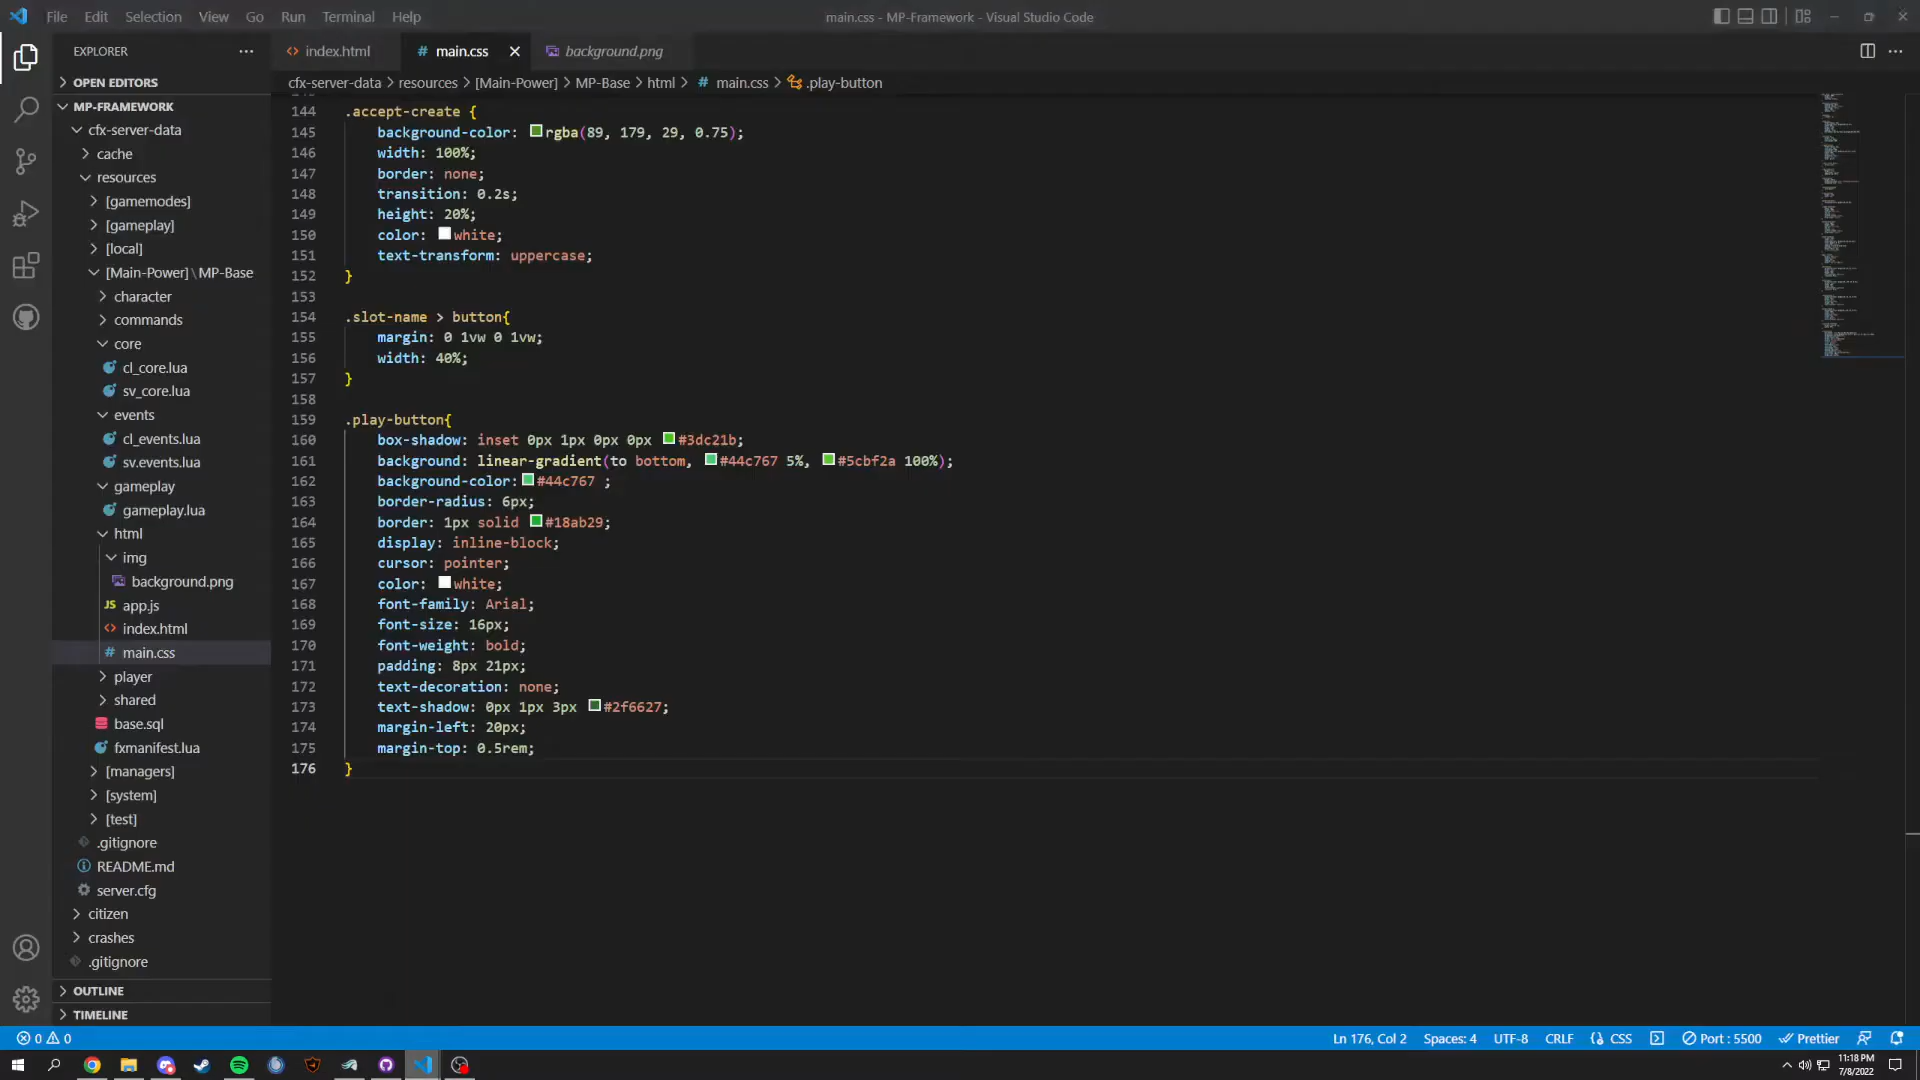 File Edit Selection View Go Run Terminal Help
main.css - MP-Framework - Visual Studio Code
EXPLORER
OPEN EDITORS
MP-FRAMEWORK
cfx-server-data
cache
resources
[gamemodes]
[gameplay]
[local]
[Main-Power] \ MP-Base
character
commands
core
cl_core.lua
sv_core.lua
events
cl_events.lua
sv.events.lua
gameplay
gameplay.lua
html
img
background.png
JS app.js
index.html
# main.css
player
shared
base.sql
fxmanifest.lua
[managers]
[system]
[test]
.gitignore
README.md
server.cfg
citizen
crashes
.gitignore
OUTLINE
TIMELINE
<> index.html # main.css background.png
cfx-server-data > resources > [Main-Power] > MP-Base > html > # main.css > .play-button
144 .accept-create {
145 background-color: rgba(89, 179, 29, 0.75);
146 width: 100%;
147 border: none;
148 transition: 0.2s;
149 height: 20%;
150 color: white;
151 text-transform: uppercase;
152 }
153
154 .slot-name > button{
155 margin: 0 1vw 0 1vw;
156 width: 40%;
157 }
158
159 .play-button{
160 box-shadow: inset 0px 1px 0px 0px #3dc21b;
161 background: linear-gradient(to bottom, #44c767 5%, #5cbf2a 100%);
162 background-color: #44c767 ;
163 border-radius: 6px;
164 border: 1px solid #18ab29;
165 display: inline-block;
166 cursor: pointer;
167 color: white;
168 font-family: Arial;
169 font-size: 16px;
170 font-weight: bold;
171 padding: 8px 21px;
172 text-decoration: none;
173 text-shadow: 0px 1px 3px #2f6627;
174 margin-left: 20px;
175 margin-top: 0.5rem;
176 }
0 0 Ln 176, Col 2 Spaces: 4 UTF-8 CRLF {} CSS Port : 5500 Prettier
11:18 PM
7/8/2022